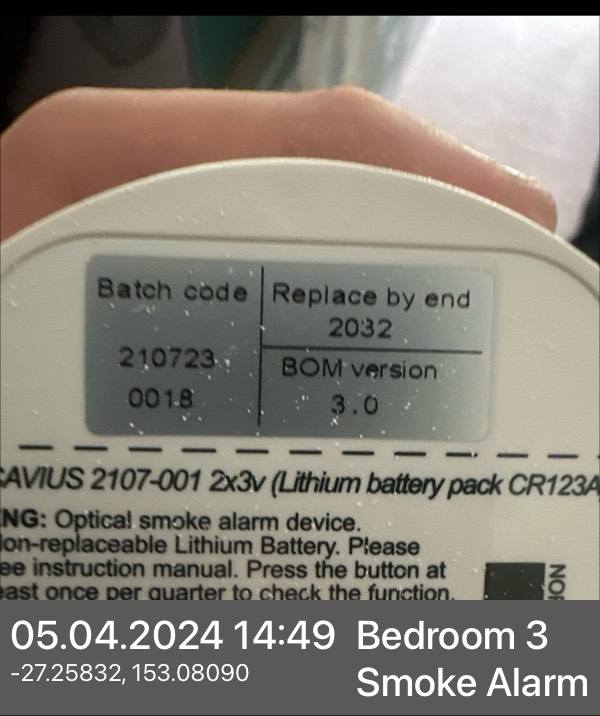 Batch code
210723
0018
Replace by end
2032
BOM version
3.0
CAVIUS 2107-001 2x3v (Lithium battery pack CR123A
NG: Optical smoke alarm device.
on-replaceable Lithium Battery. Please
ee instruction manual. Press the button at
east once per quarter to check the function.
NOR
05.04.2024 14:49
-27.25832, 153.08090
Bedroom 3
Smoke Alarm